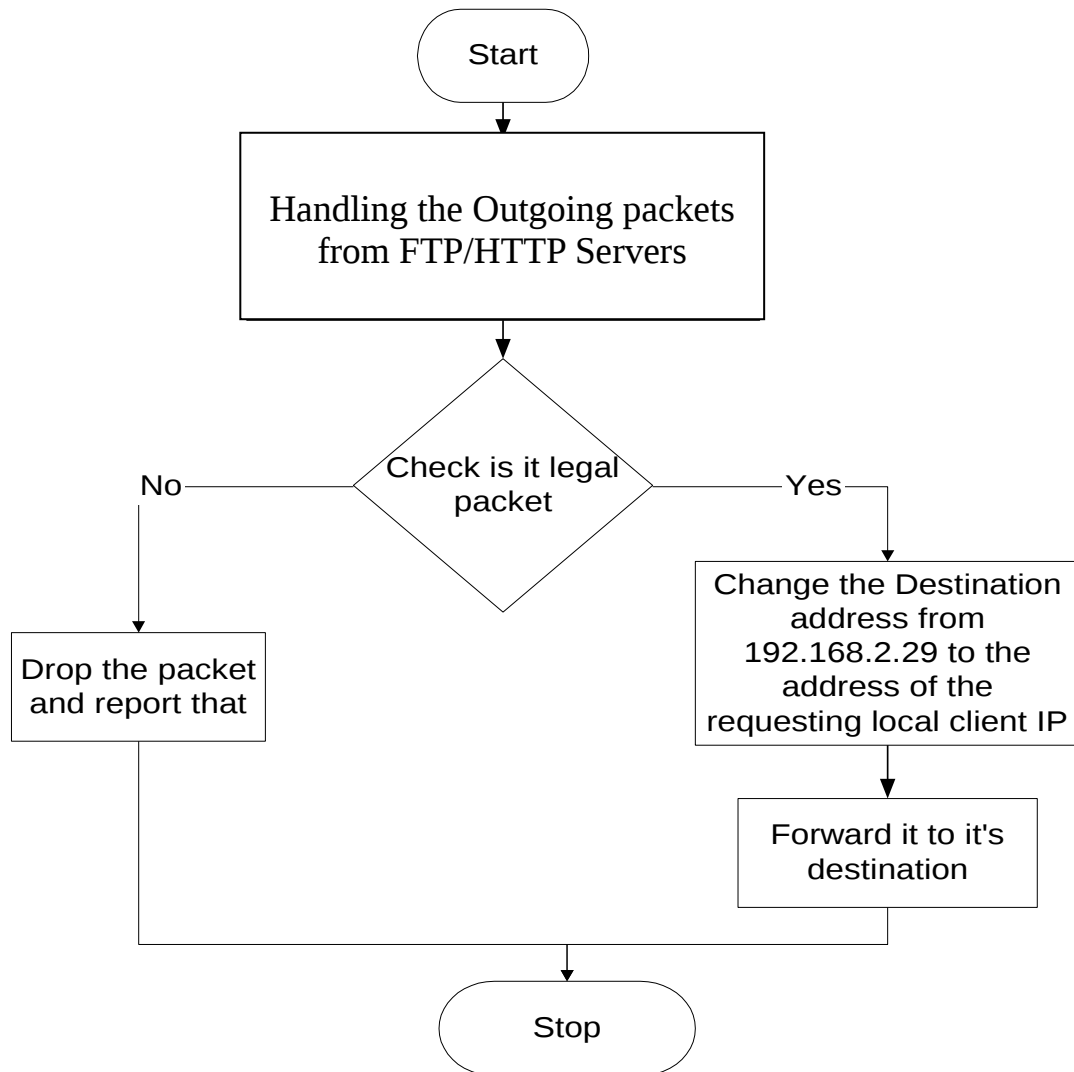 Start
Handling the Outgoing packets
from FTP/HTTP Servers
Check is it legal
packet
No
Yes
Drop the packet
and report that
Change the Destination
address from
192.168.2.29 to the
address of the
requesting local client IP
Forward it to it's
destination
Stop